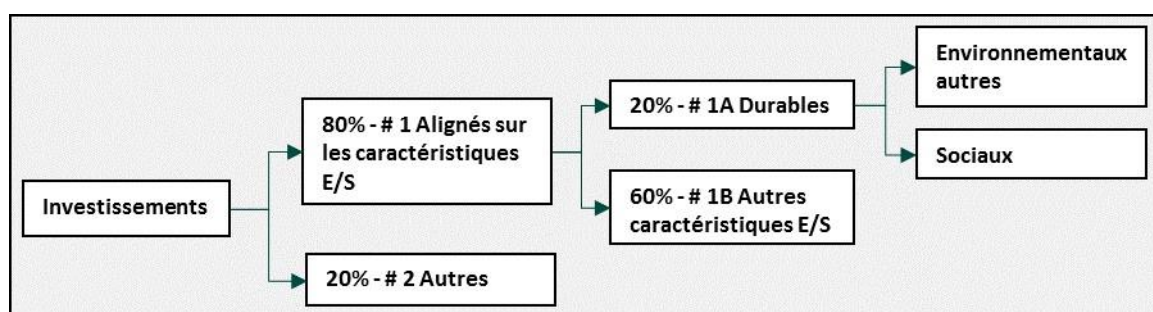 Investissements
80% - # 1 Alignés sur
les caractéristiques
E/S
20% - # 2 Autres
20% - # 1A Durables
60% - # 1B Autres
caractéristiques E/S
Environnementaux
autres
Sociaux